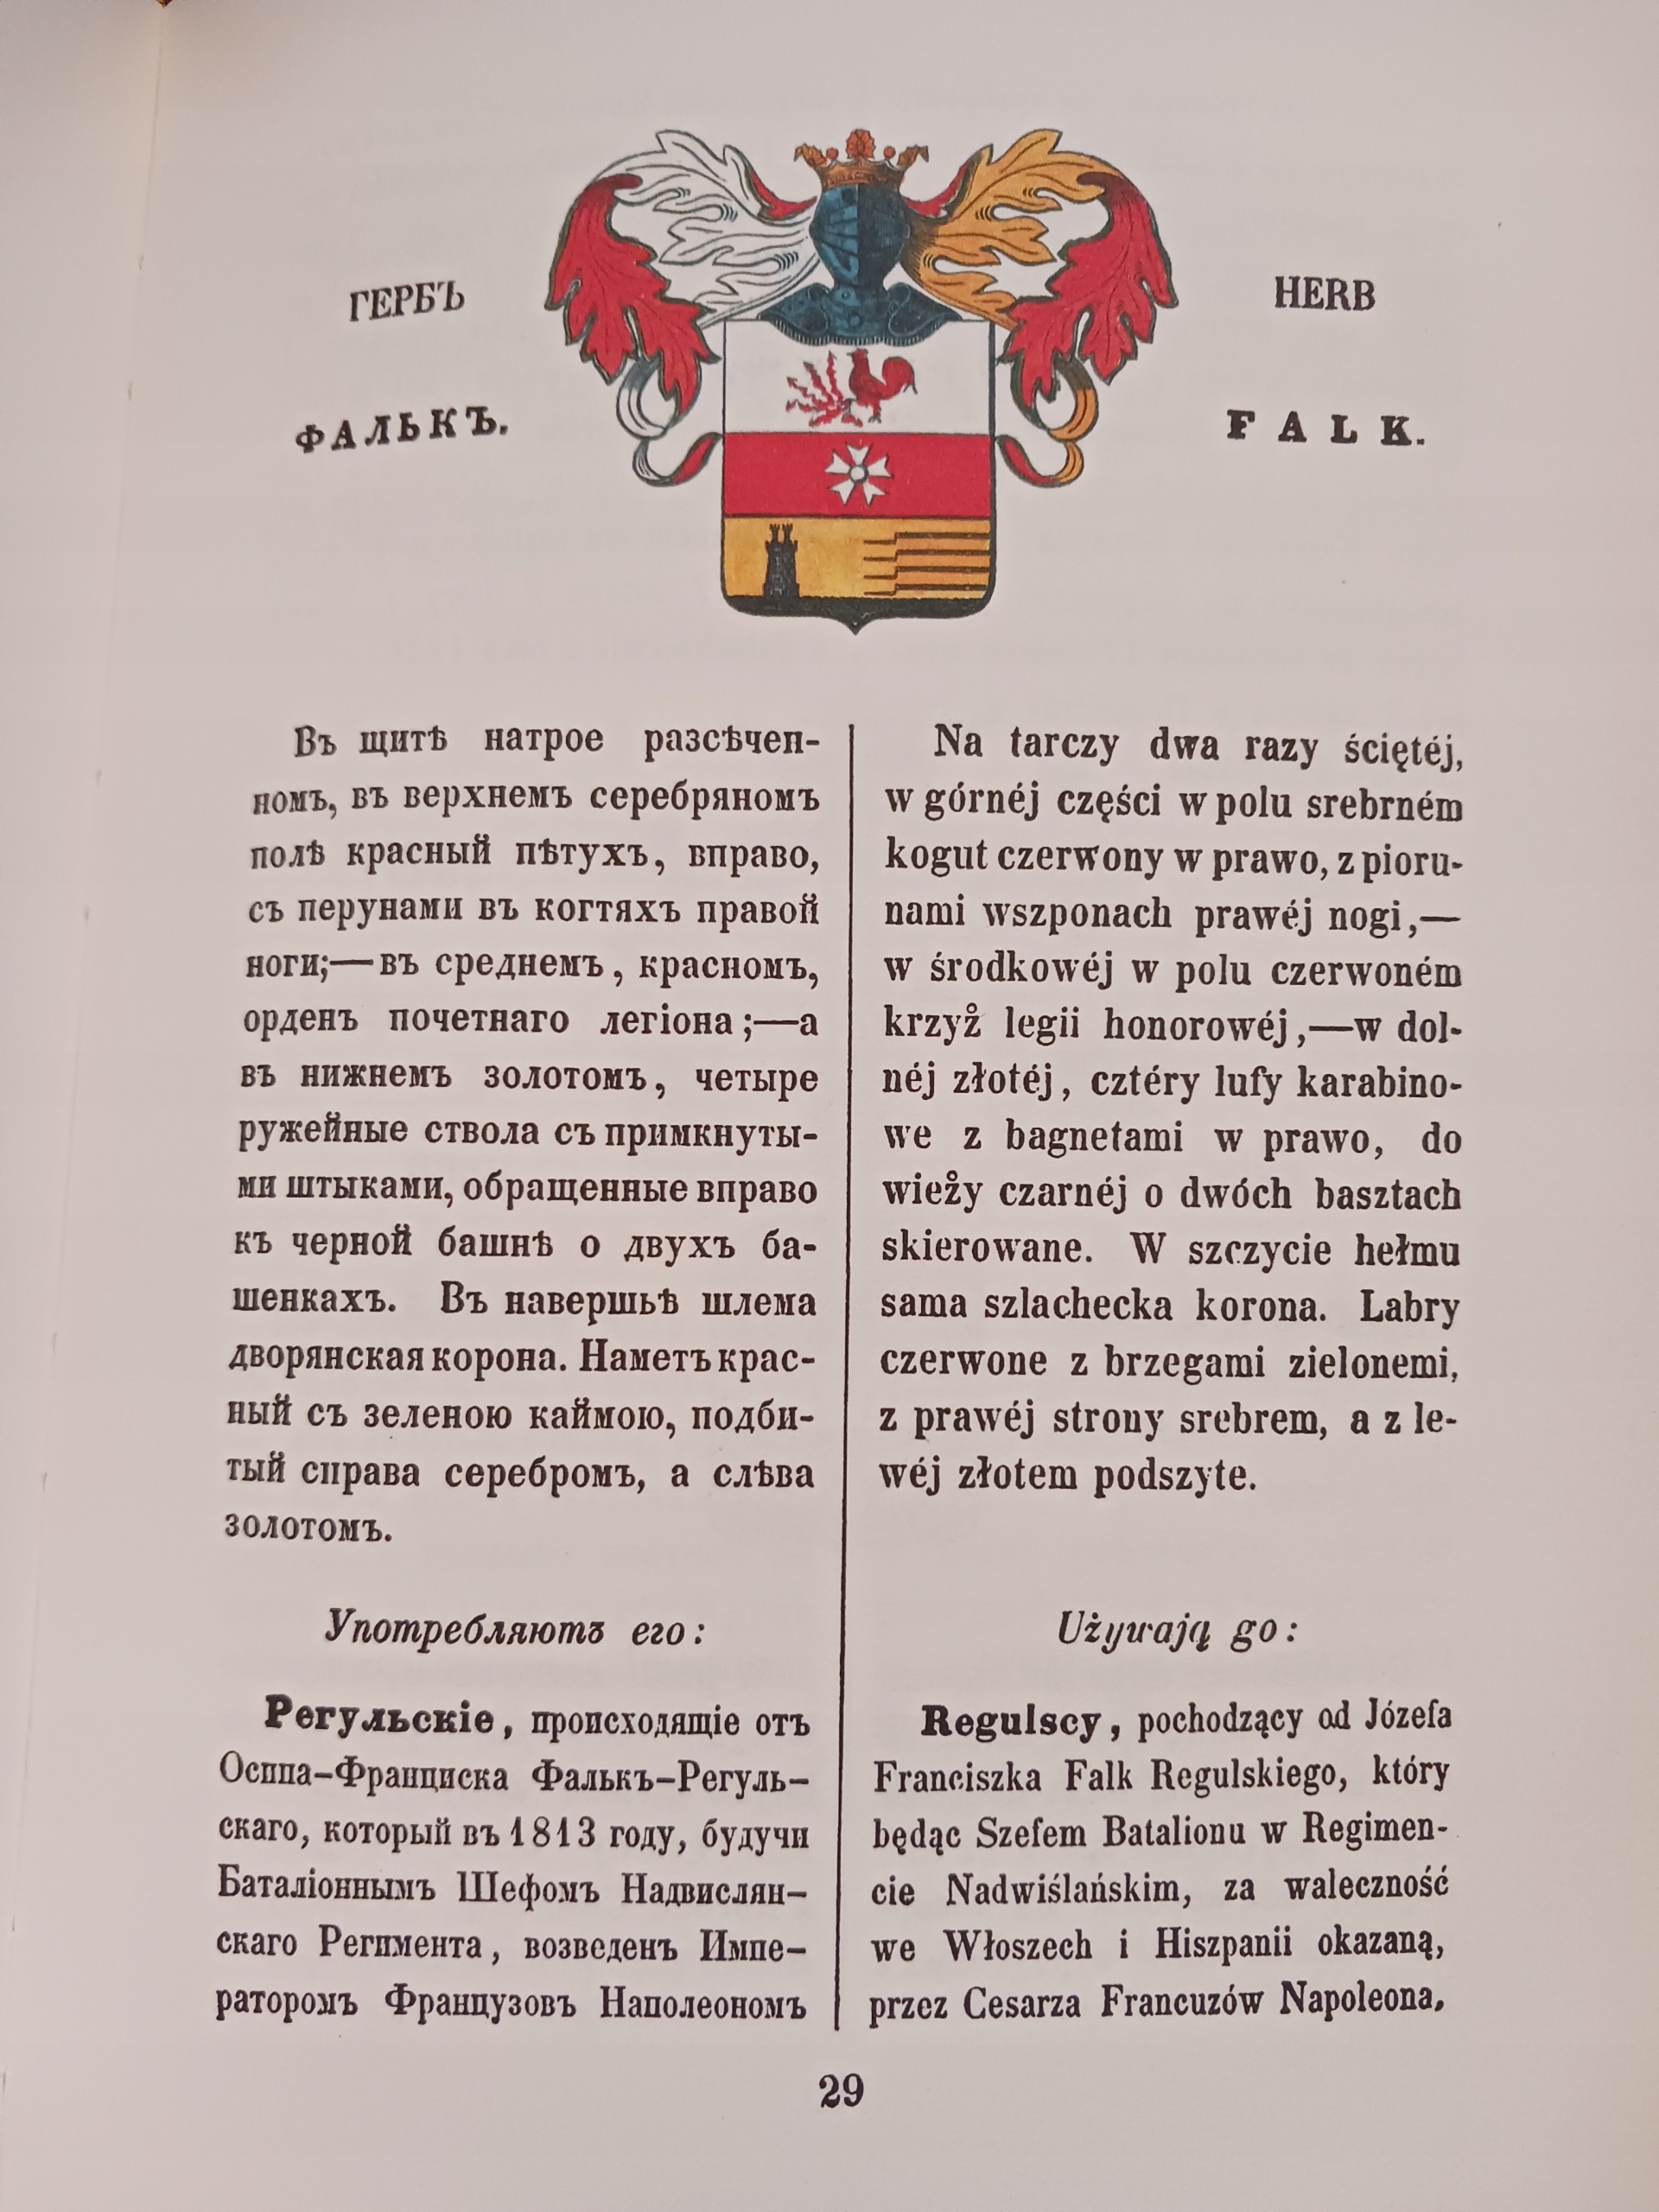 ГЕРБЪ
ФАЛЬКЪ.
HERB
FALK.
Въ щитѣ натрое разсѣчен-
номъ, въ верхнемъ серебряномъ
полѣ красный пѣтухъ, вправо,
съ перунами въ когтяхъ правой
ноги;—въ среднемъ, красномъ,
орденъ почетнаго легіона;—а
въ нижнемъ золотомъ, четыре
ружейные ствола съ примкнуты-
ми штыками, обращенные вправо
къ черной башнѣ о двухъ ба-
шенкахъ. Въ навершьѣ шлема
дворянская корона. Наметъ крас-
ный съ зеленою каймою, подби-
тый справа серебромъ, а слѣва
золотомъ.
Употребляютъ его:
Регульскіе, происходящіе отъ
Осипа-Франциска Фалькъ-Регуль-
скаго, который въ 1813 году, будучи
Баталіоннымъ Шефомъ Надвислян-
скаго Регимента, возведенъ Импе-
раторомъ Французовъ Наполеономъ
Na tarczy dwa razy ściętéj,
w górnéj części w polu srebrném
kogut czerwony w prawo, z pioru-
nami wszponach prawéj nogi,—
w środkowéj w polu czerwoném
krzyż legii honorowéj,—w dol-
néj złotéj, cztéry lufy karabino-
we z bagnetami w prawo, do
wieży czarnéj o dwóch basztach
skierowane. W szczycie hełmu
sama szlachecka korona. Labry
czerwone z brzegami zielonemi,
z prawéj strony srebrem, a z le-
wéj złotem podszyte.
Używają go:
Regulscy, pochodzący od Józefa
Franciszka Falk Regulskiego, który
będąc Szefem Batalionu w Regimen-
cie Nadwiślańskim, za waleczność
we Włoszech i Hiszpanii okazaną,
przez Cesarza Francuzów Napoleona,
29